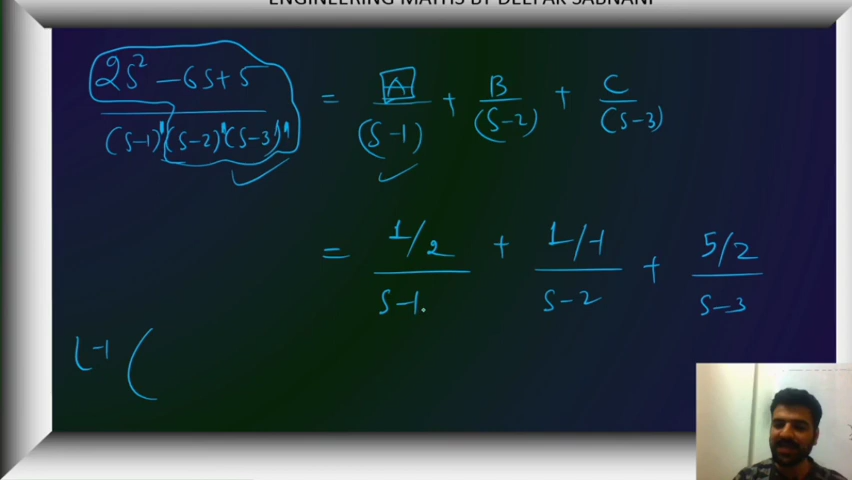 ENGINEERING MATHS BY DEEPAK SABNANI
2s² - 6s + 5 / (s-1)(s-2)(s-3) = A/(s-1) + B/(s-2) + C/(s-3)
= 1/2 / s-1 + 1/-1 / s-2 + 5/2 / s-3
L-1 (